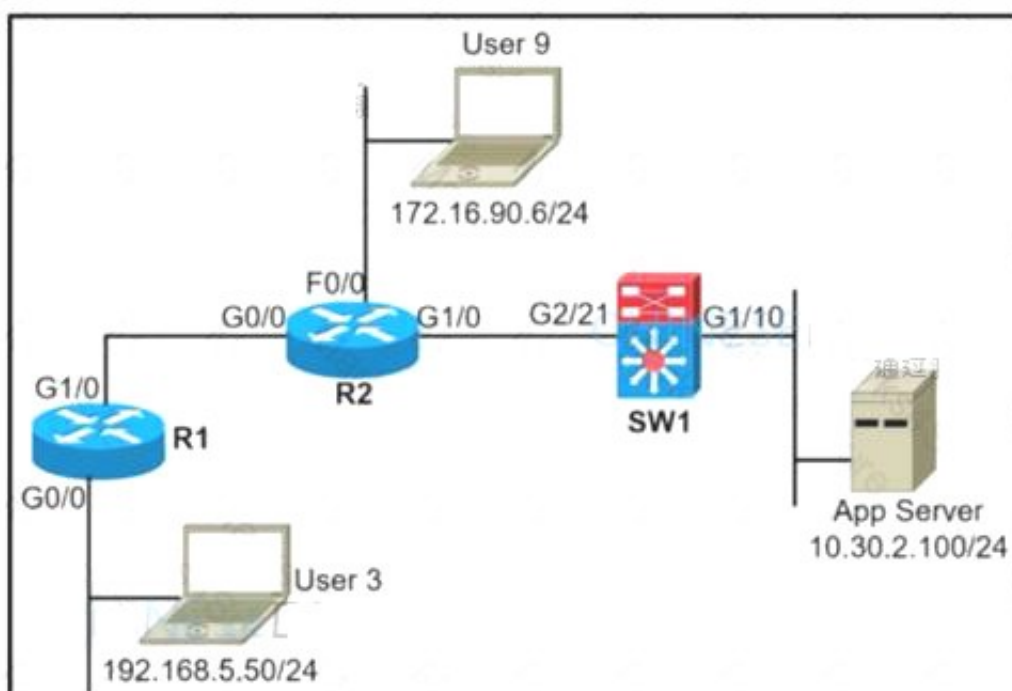 User 9
172.16.90.6/24
F0/0
G0/0
G1/0
G2/21
G1/10
R2
SW1
G1/0
R1
G0/0
App Server
10.30.2.100/24
User 3
192.168.5.50/24